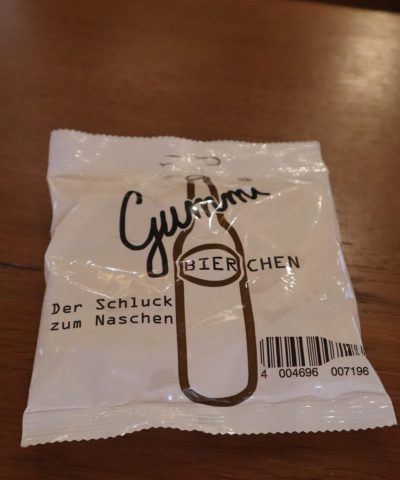 Gummi
BIERCHEN
Der Schluck
zum Naschen
4 004696 007196